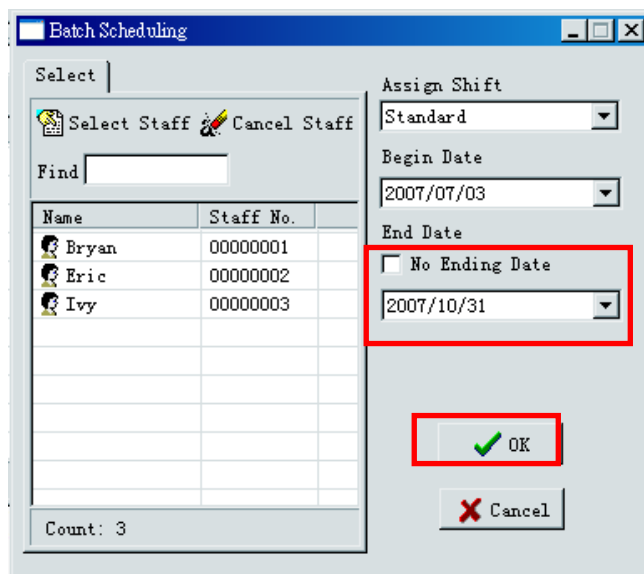 Batch Scheduling
Select
Select Staff Cancel Staff
Find
Name Staff No.
Bryan 00000001
Eric 00000002
Ivy 00000003
Count: 3
Assign Shift
Standard
Begin Date
2007/07/03
End Date
No Ending Date
2007/10/31
OK
Cancel